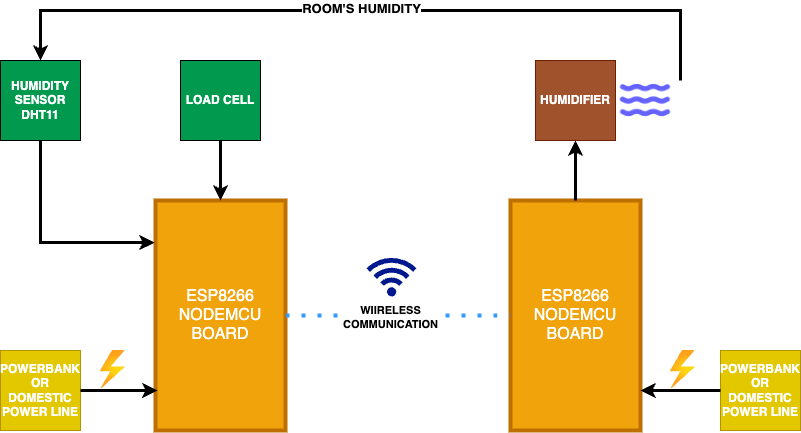 ROOM'S HUMIDITY
HUMIDITY
SENSOR
DHT11
LOAD CELL
HUMIDIFIER
ESP8266
NODEMCU
BOARD
WIIRELESS
COMMUNICATION
ESP8266
NODEMCU
BOARD
POWERBANK
OR
DOMESTIC
POWER LINE
POWERBANK
OR
DOMESTIC
POWER LINE